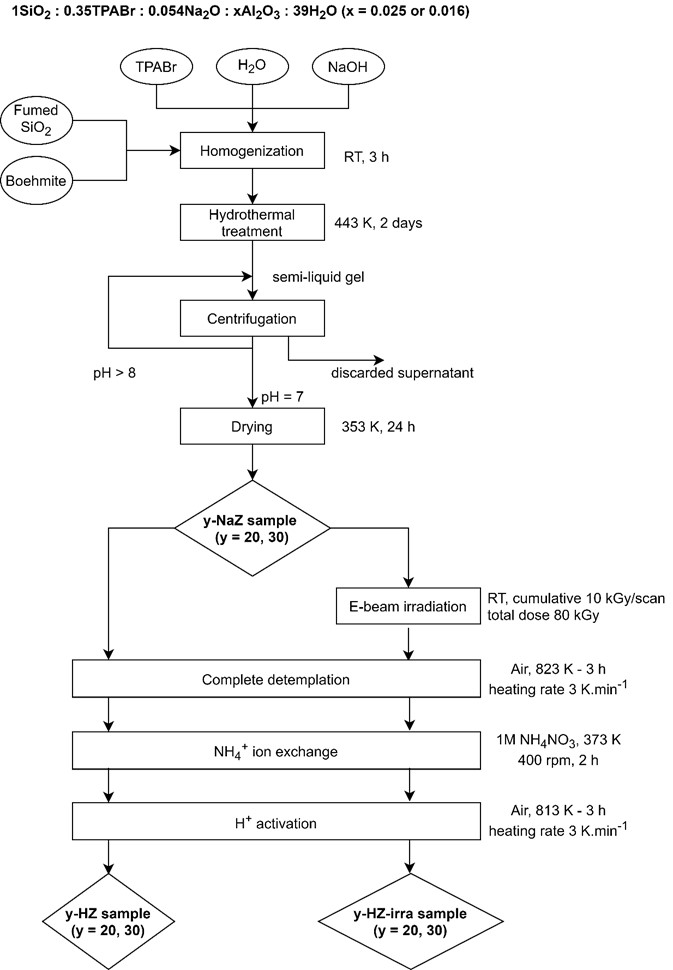 1SiO2 : 0.35TPABr : 0.054Na2O : xAl2O3 : 39H2O (x = 0.025 or 0.016)
TPABr
H2O
NaOH
Fumed
SiO2
Boehmite
Homogenization
RT, 3 h
Hydrothermal
treatment
443 K, 2 days
semi-liquid gel
Centrifugation
discarded supernatant
pH > 8
pH = 7
Drying
353 K, 24 h
y-NaZ sample
(y = 20, 30)
E-beam irradiation
RT, cumulative 10 kGy/scan
total dose 80 kGy
Complete detemplation
Air, 823 K - 3 h
heating rate 3 K.min-1
NH4+ ion exchange
1M NH4NO3, 373 K
400 rpm, 2 h
H+ activation
Air, 813 K - 3 h
heating rate 3 K.min-1
y-HZ sample
(y = 20, 30)
y-HZ-irra sample
(y = 20, 30)